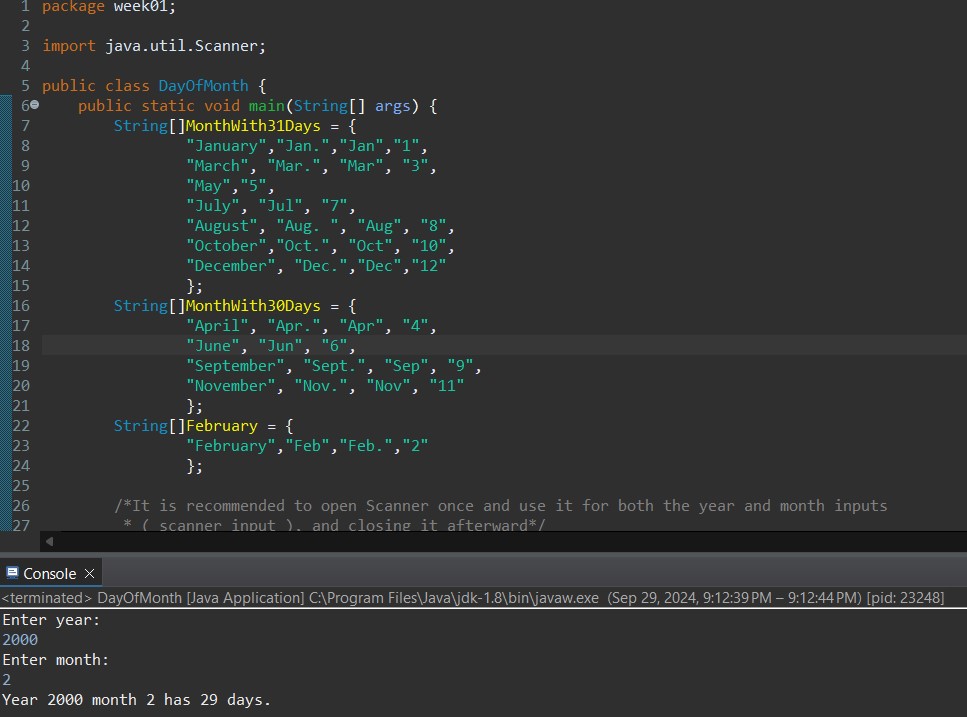 1 package week01;
2
3 import java.util.Scanner;
4
5 public class DayOfMonth {
6 public static void main(String[] args) {
7 String[]MonthWith31Days = {
8 "January","Jan.","Jan","1",
9 "March", "Mar.", "Mar", "3",
10 "May","5",
11 "July", "Jul", "7",
12 "August", "Aug. ", "Aug", "8",
13 "October","Oct.", "Oct", "10",
14 "December", "Dec.","Dec","12"
15 };
16 String[]MonthWith30Days = {
17 "April", "Apr.", "Apr", "4",
18 "June", "Jun", "6",
19 "September", "Sept.", "Sep", "9",
20 "November", "Nov.", "Nov", "11"
21 };
22 String[]February = {
23 "February","Feb","Feb.","2"
24 };
25
26 /*It is recommended to open Scanner once and use it for both the year and month inputs
27 * ( scanner input ), and closing it afterward*/
Console
<terminated> DayOfMonth [Java Application] C:\Program Files\Java\jdk-1.8\bin\javaw.exe (Sep 29, 2024, 9:12:39 PM – 9:12:44 PM) [pid: 23248]
Enter year:
2000
Enter month:
2
Year 2000 month 2 has 29 days.